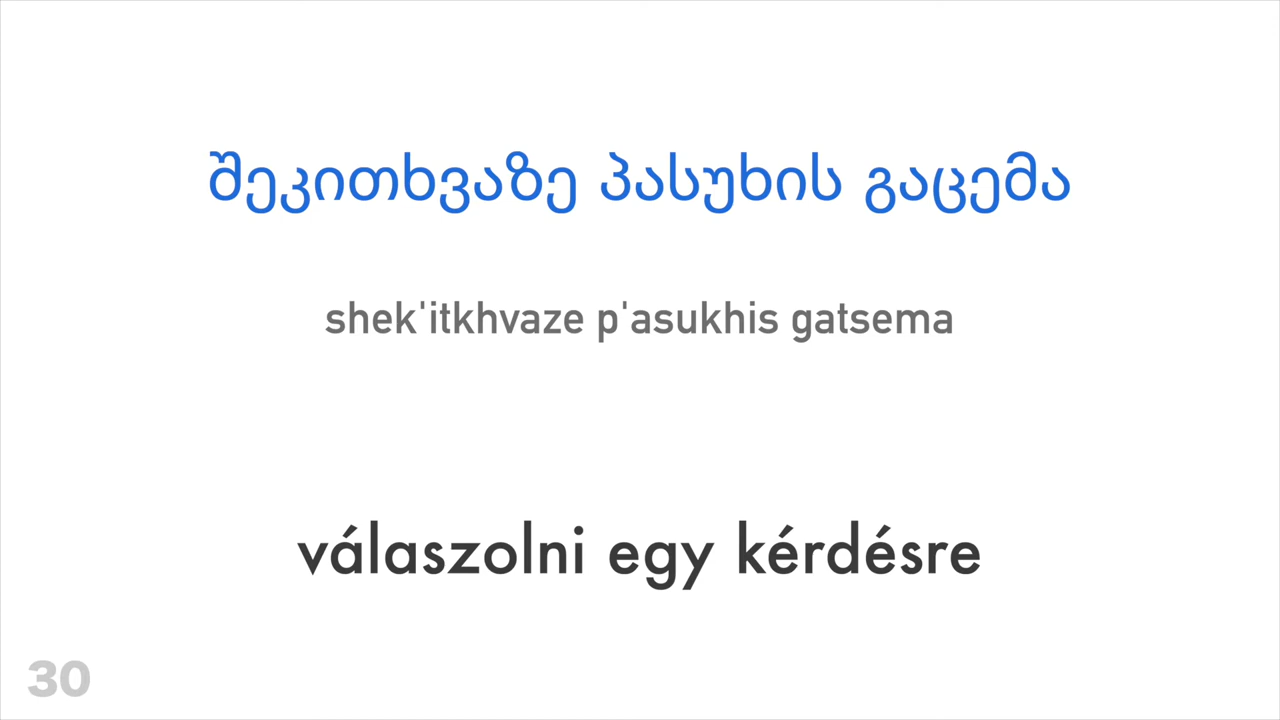 შეკითხვაზე პასუხის გაცემა
shek'itkhvaze p'asukhis gatsema
válaszolni egy kérdésre
30